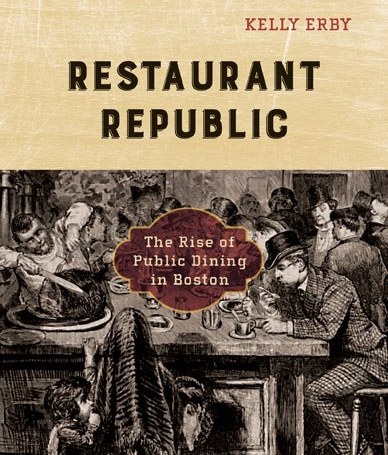 KELLY ERBY
RESTAURANT
REPUBLIC
The Rise of
Public Dining
in Boston